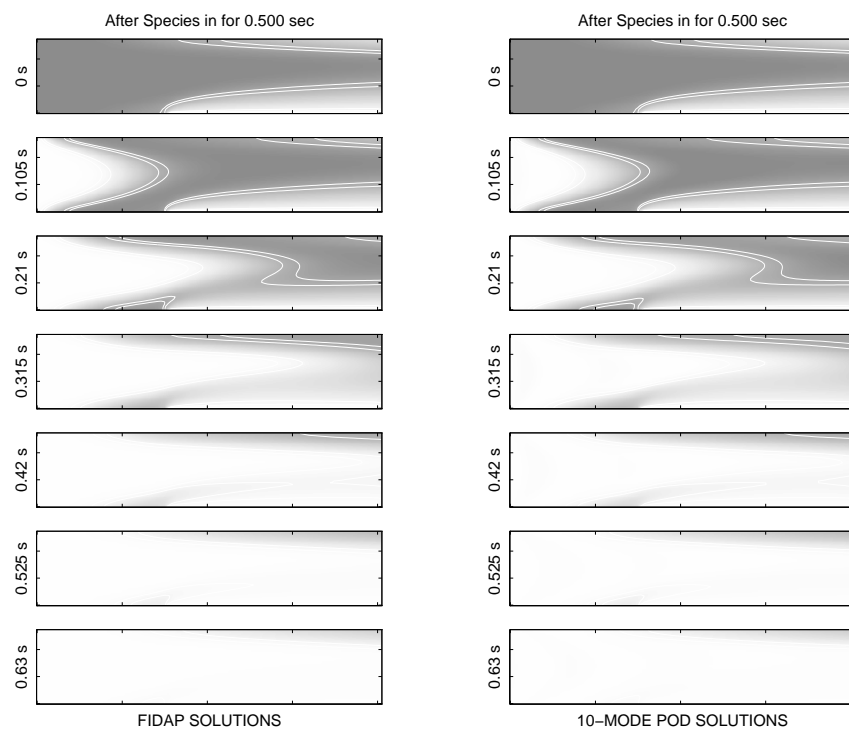 After Species in for 0.500 sec
0 s
0.105 s
0.21 s
0.315 s
0.42 s
0.525 s
0.63 s
FIDAP SOLUTIONS
After Species in for 0.500 sec
0 s
0.105 s
0.21 s
0.315 s
0.42 s
0.525 s
0.63 s
10−MODE POD SOLUTIONS